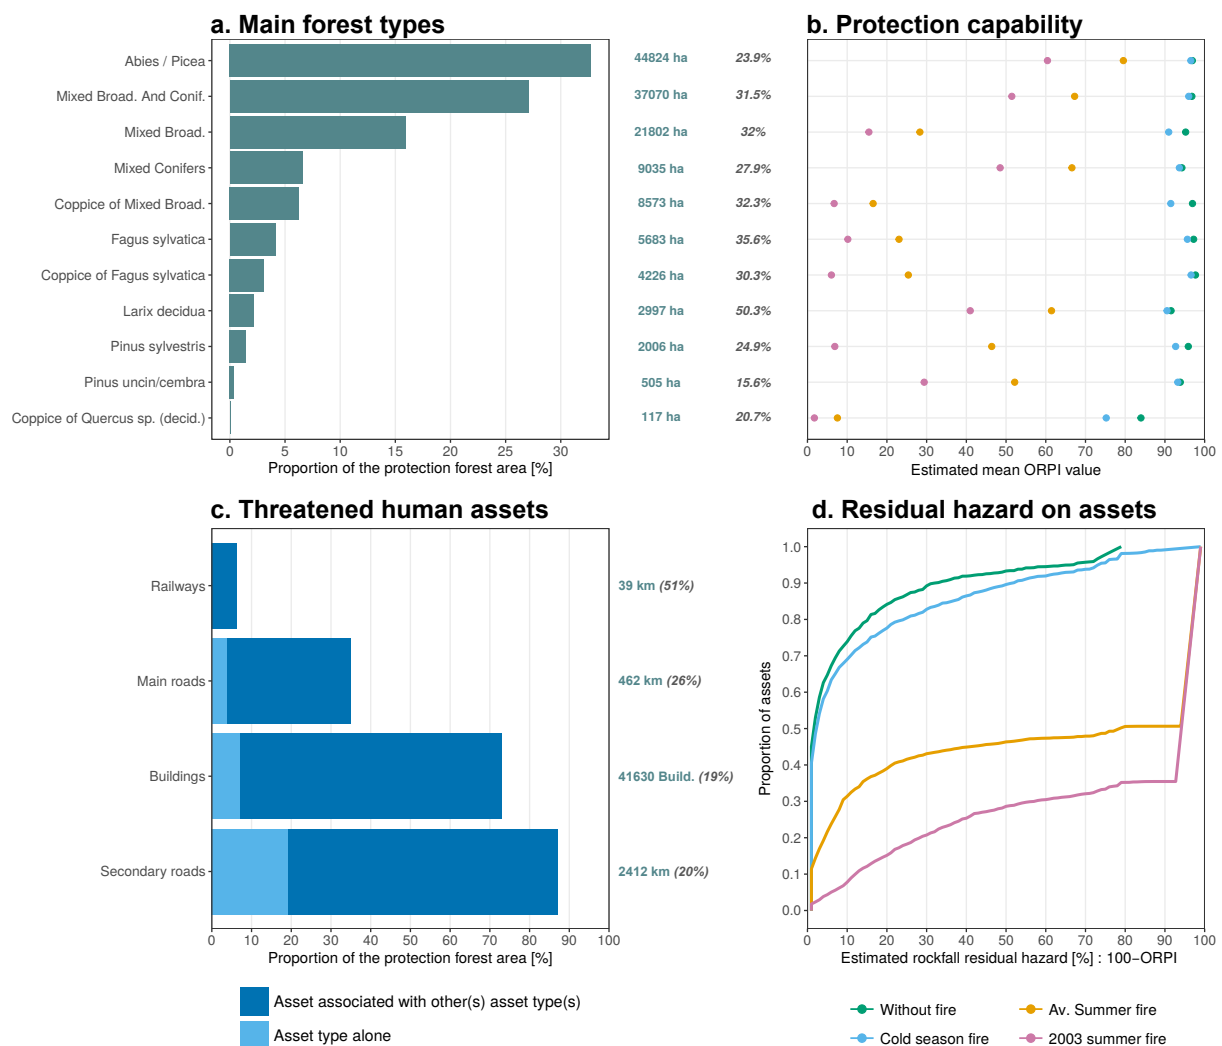 a. Main forest types
b. Protection capability
Abies / Picea 44824 ha 23.9%
Mixed Broad. And Conif. 37070 ha 31.5%
Mixed Broad. 21802 ha 32%
Mixed Conifers 9035 ha 27.9%
Coppice of Mixed Broad. 8573 ha 32.3%
Fagus sylvatica 5683 ha 35.6%
Coppice of Fagus sylvatica 4226 ha 30.3%
Larix decidua 2997 ha 50.3%
Pinus sylvestris 2006 ha 24.9%
Pinus uncin/cembra 505 ha 15.6%
Coppice of Quercus sp. (decid.) 117 ha 20.7%
0 5 10 15 20 25 30
Proportion of the protection forest area [%]
0 10 20 30 40 50 60 70 80 90 100
Estimated mean ORPI value
c. Threatened human assets
Railways 39 km (51%)
Main roads 462 km (26%)
Buildings 41630 Build. (19%)
Secondary roads 2412 km (20%)
0 10 20 30 40 50 60 70 80 90 100
Proportion of the protection forest area [%]
Asset associated with other(s) asset type(s)
Asset type alone
d. Residual hazard on assets
1.0
0.9
0.8
0.7
0.6
0.5
0.4
0.3
0.2
0.1
0.0
Proportion of assets
0 10 20 30 40 50 60 70 80 90 100
Estimated rockfall residual hazard [%] : 100−ORPI
Without fire
Av. Summer fire
Cold season fire
2003 summer fire